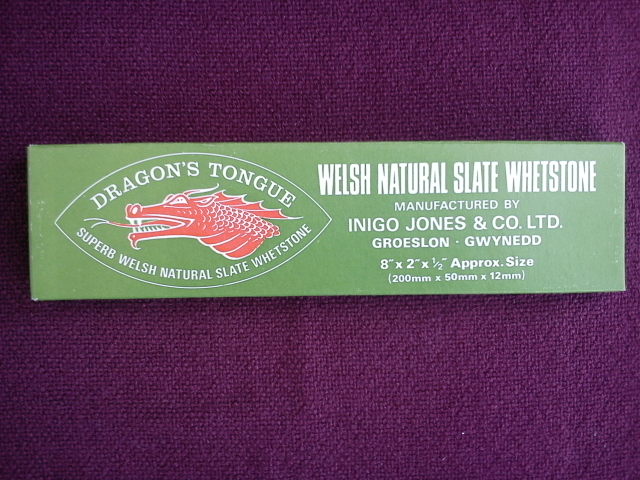 DRAGON'S TONGUE
SUPERB WELSH NATURAL SLATE WHETSTONE
WELSH NATURAL SLATE WHETSTONE
MANUFACTURED BY
INIGO JONES & CO. LTD.
GROESLON · GWYNEDD
8″ x 2″ x ½″ Approx. Size
(200mm x 50mm x 12mm)